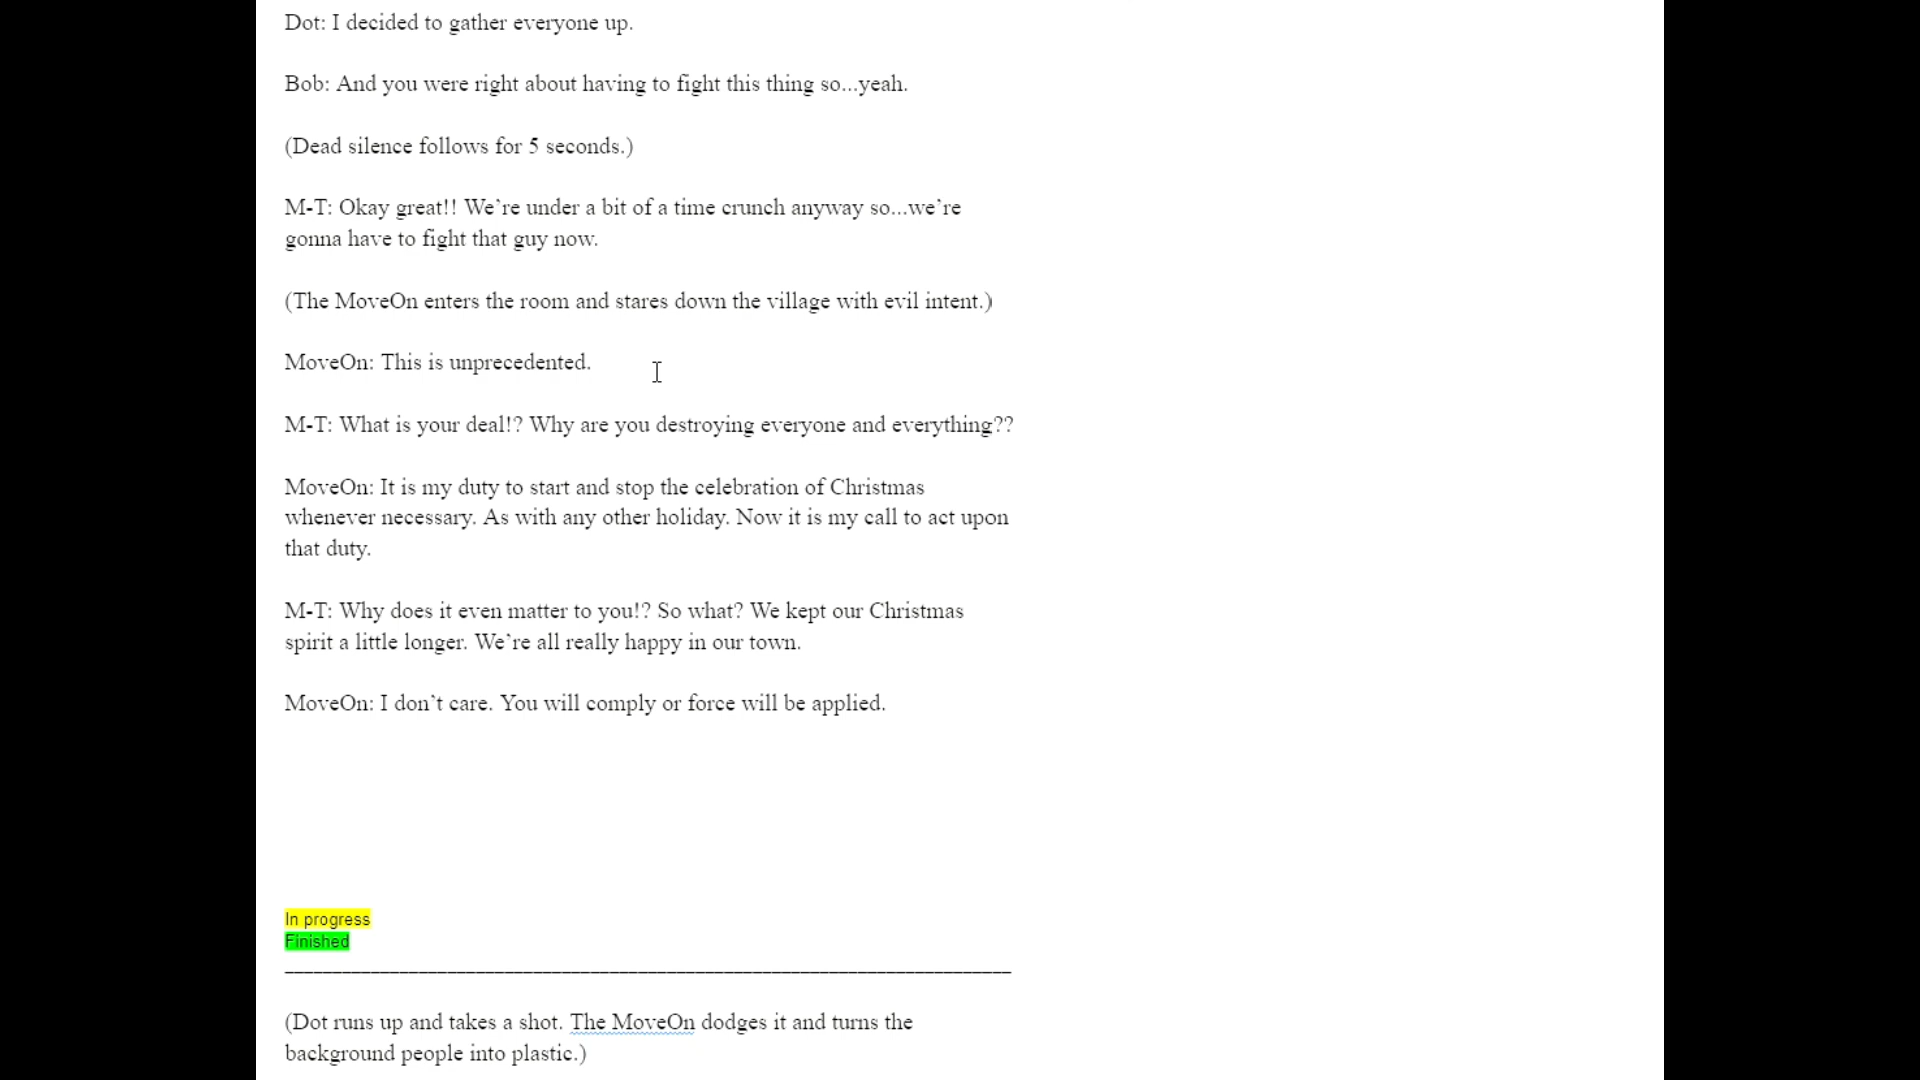 Dot: I decided to gather everyone up.
Bob: And you were right about having to fight this thing so...yeah.
(Dead silence follows for 5 seconds.)
M-T: Okay great!! We`re under a bit of a time crunch anyway so...we`re
gonna have to fight that guy now.
(The MoveOn enters the room and stares down the village with evil intent.)
MoveOn: This is unprecedented.
M-T: What is your deal!? Why are you destroying everyone and everything??
MoveOn: It is my duty to start and stop the celebration of Christmas
whenever necessary. As with any other holiday. Now it is my call to act upon
that duty.
M-T: Why does it even matter to you!? So what? We kept our Christmas
spirit a little longer. We`re all really happy in our town.
MoveOn: I don`t care. You will comply or force will be applied.
In progress
Finished
(Dot runs up and takes a shot. The MoveOn dodges it and turns the
background people into plastic.)